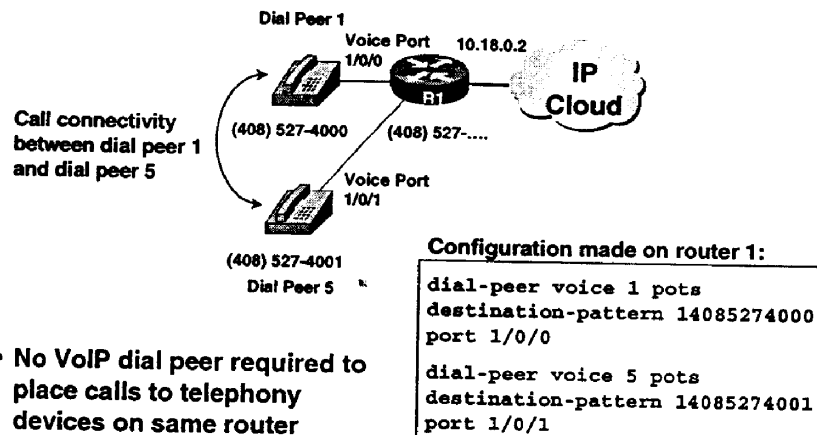 Dial Peer 1
Voice Port
1/0/0
10.18.0.2
IP
Cloud
R1
Call connectivity
between dial peer 1
and dial peer 5
(408) 527-4000
(408) 527-....
Voice Port
1/0/1
(408) 527-4001
Dial Peer 5
Configuration made on router 1:
dial-peer voice 1 pots
destination-pattern 14085274000
port 1/0/0
dial-peer voice 5 pots
destination-pattern 14085274001
port 1/0/1
• No VoIP dial peer required to
place calls to telephony
devices on same router